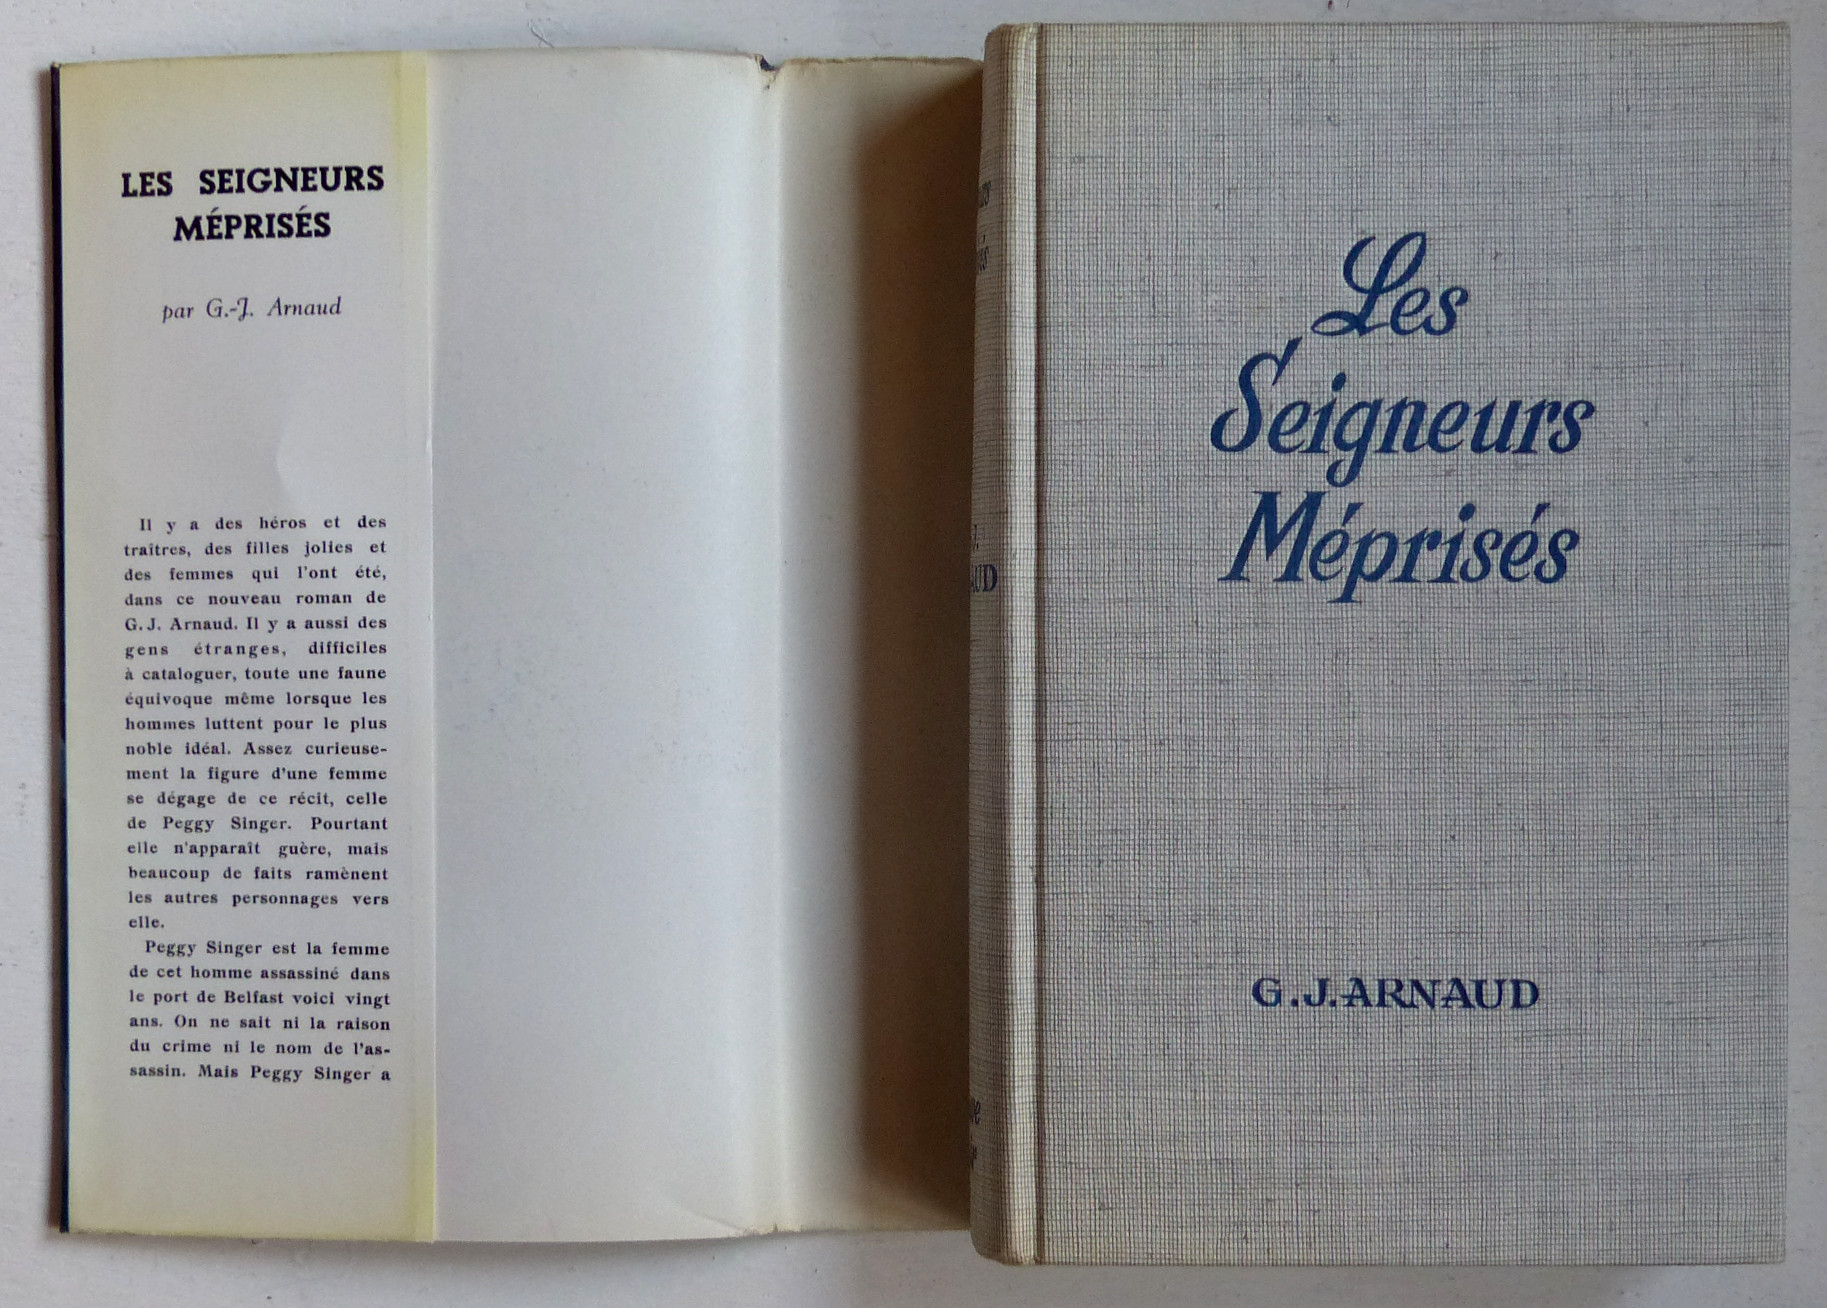 LES SEIGNEURS
MÉPRISÉS
par G.-J. Arnaud
Il y a des héros et des
traîtres, des filles jolies et
des femmes qui l'ont été,
dans ce nouveau roman de
G. J. Arnaud. Il y a aussi des
gens étranges, difficiles
à cataloguer, toute une faune
équivoque même lorsque les
hommes luttent pour le plus
noble idéal. Assez curieuse-
ment la figure d'une femme
se dégage de ce récit, celle
de Peggy Singer. Pourtant
elle n'apparaît guère, mais
beaucoup de faits ramènent
les autres personnages vers
elle.
Peggy Singer est la femme
de cet homme assassiné dans
le port de Belfast voici vingt
ans. On ne sait ni la raison
du crime ni le nom de l'as-
sassin. Mais Peggy Singer a
Les
Seigneurs
Méprisés
G.J.ARNAUD